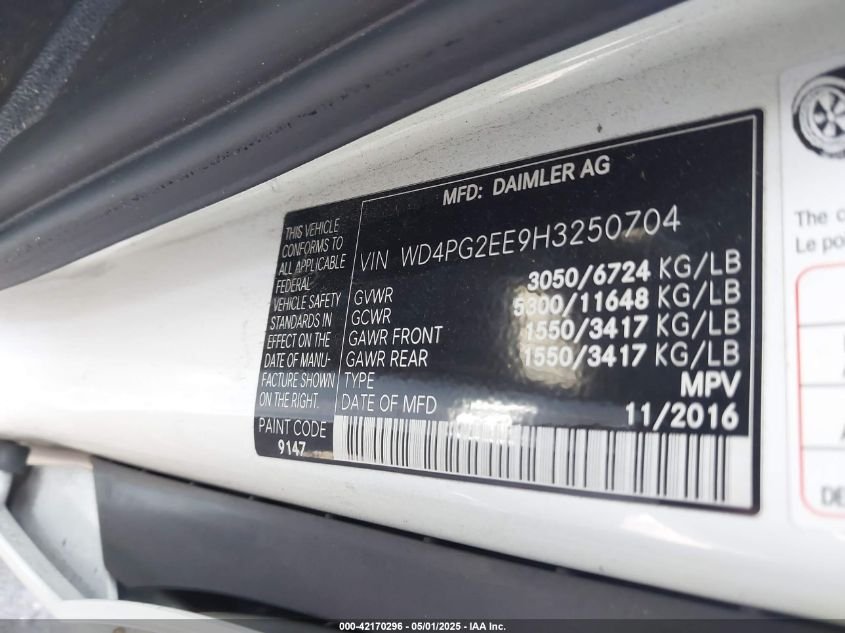 MFD: DAIMLER AG
THIS VEHICLE
CONFORMS TO
ALL APPLICABLE
FEDERAL
VEHICLE SAFETY
STANDARDS IN
EFFECT ON THE
DATE OF MANU-
FACTURE SHOWN
ON THE RIGHT.
PAINT CODE
9147
VIN WD4PG2EE9H3250704
GVWR 3050/6724 KG/LB
GCWR 5300/11648 KG/LB
GAWR FRONT 1550/3417 KG/LB
GAWR REAR 1550/3417 KG/LB
TYPE MPV
DATE OF MFD 11/2016
The c
Le po
DE
000-42170296 - 05/01/2025 - IAA Inc.